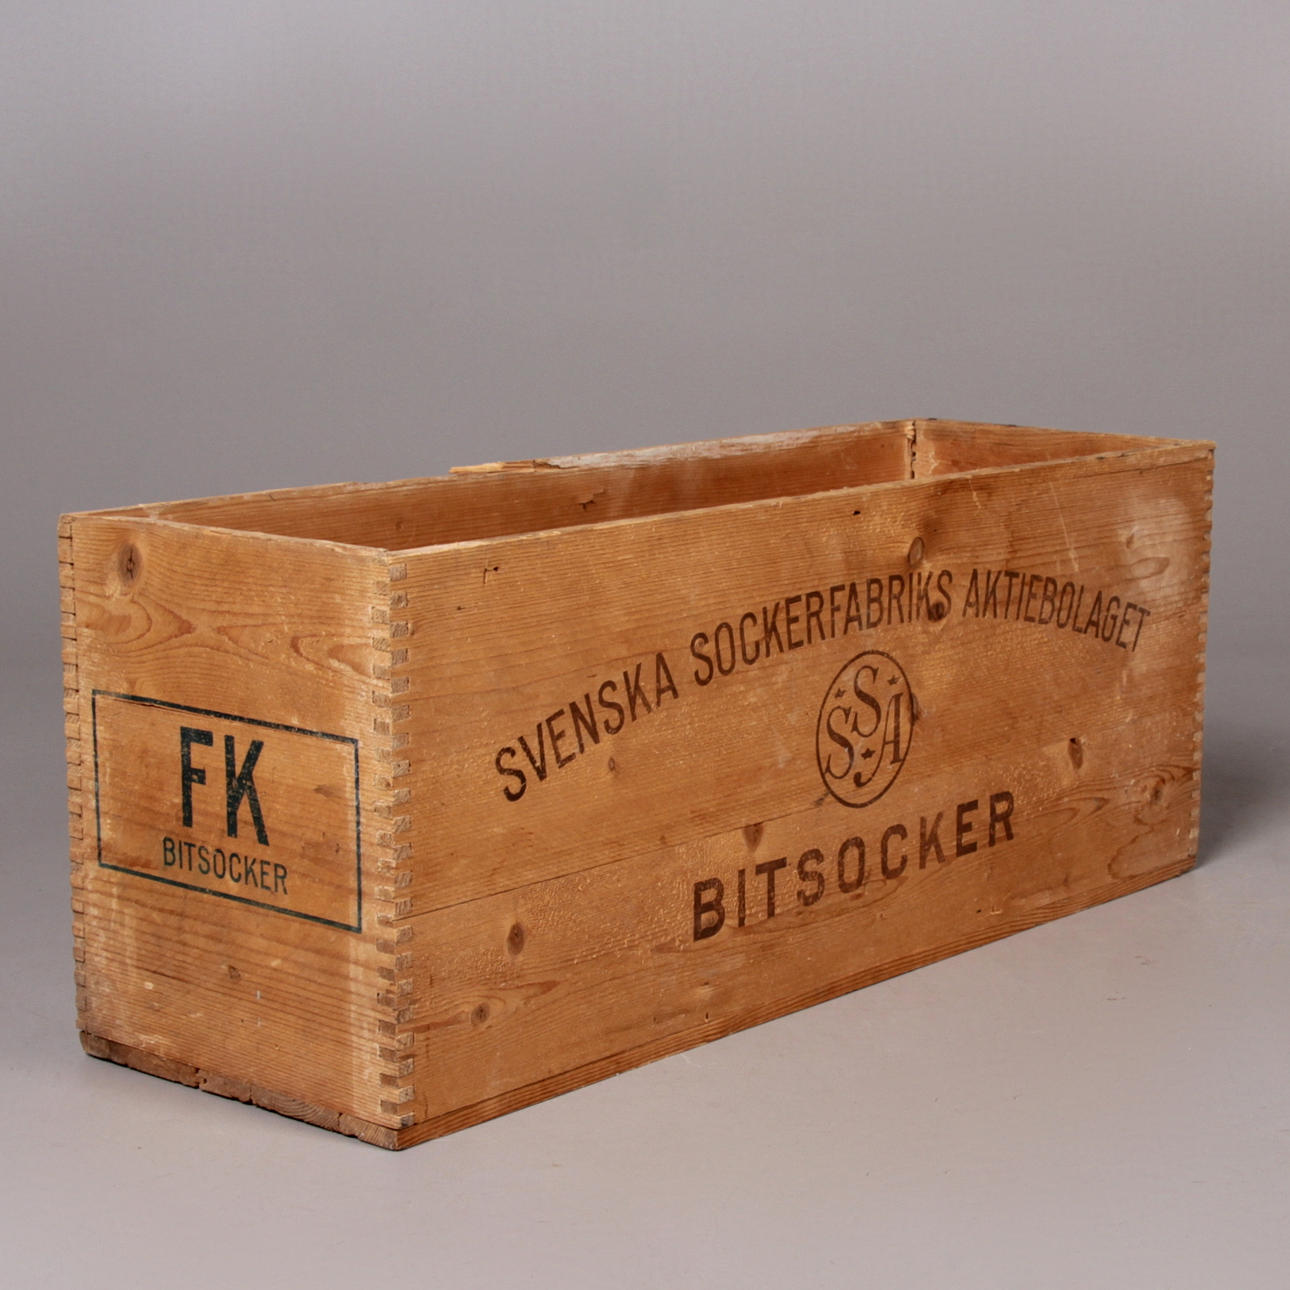 FK
BITSOCKER
SVENSKA SOCKERFABRIKS AKTIEBOLAGET
SSA
BITSOCKER